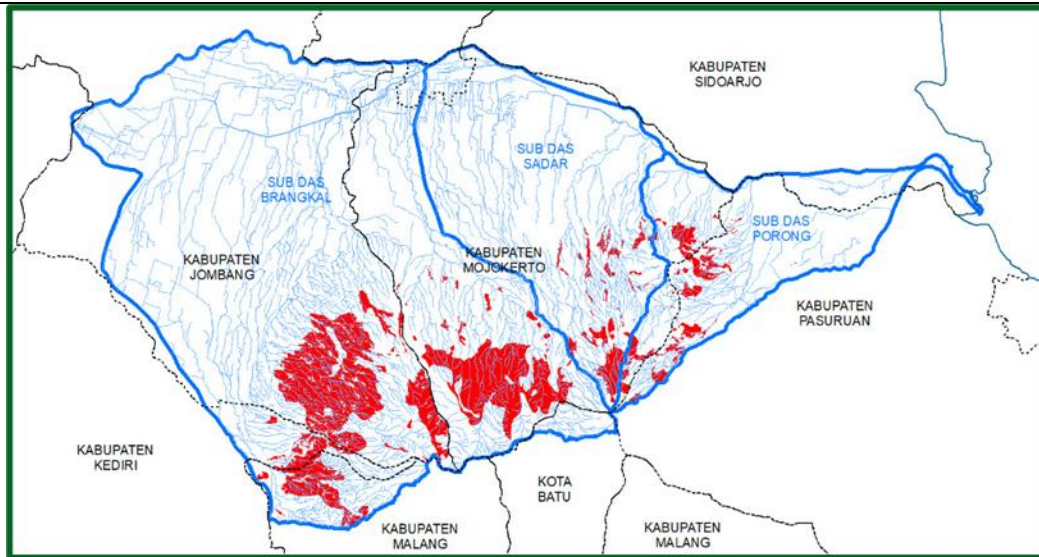 KABUPATEN
SIDOARJO
SUB DAS
SADAR
SUB DAS
BRANGKAL
SUB DAS
PORONG
KABUPATEN
JOMBANG
KABUPATEN
MOJOKERTO
KABUPATEN
PASURUAN
KABUPATEN
KEDIRI
KOTA
BATU
KABUPATEN
MALANG
KABUPATEN
MALANG